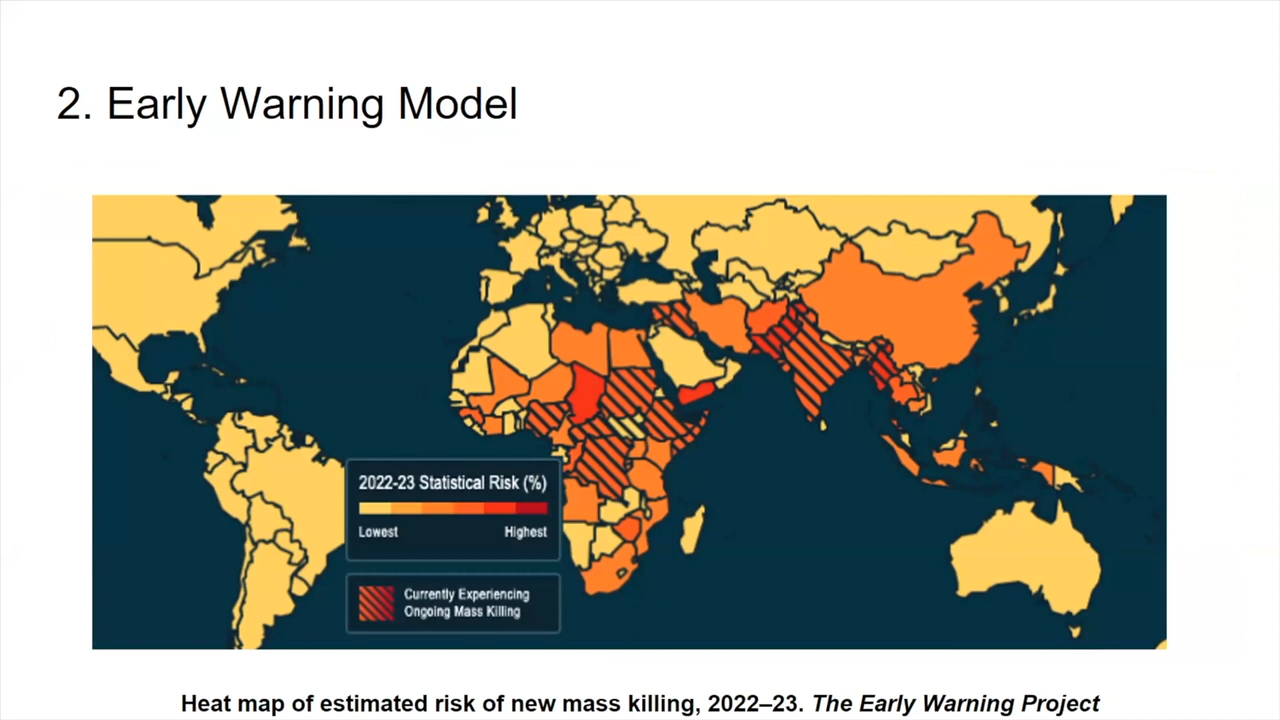 2. Early Warning Model
2022-23 Statistical Risk (%)
Lowest Highest
Currently Experiencing
Ongoing Mass Killing
Heat map of estimated risk of new mass killing, 2022–23. The Early Warning Project